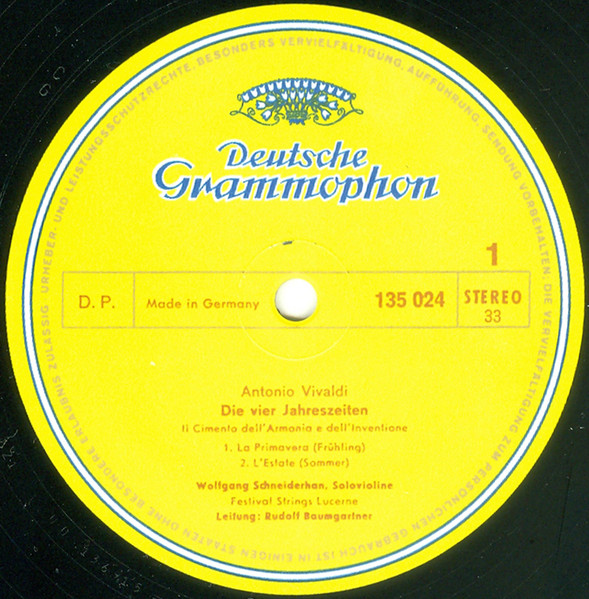 URHEBER- UND LEISTUNGSSCHUTZRECHTE, BESONDERS VERVIELFÄLTIGUNG, AUFFÜHRUNG, SENDUNG VORBEHALTEN. DIE VERVIELFÄLTIGUNG ZUM PERSÖNLICHEN GEBRAUCH IST IN EINIGEN STAATEN OHNE BESONDERE ERLAUBNIS ZULÄSSIG
Deutsche
Grammophon
1
D. P. Made in Germany 135 024 STEREO
33
Antonio Vivaldi
Die vier Jahreszeiten
Il Cimento dell'Armonia e dell'Inventione
1. La Primavera (Frühling)
2. L'Estate (Sommer)
Wolfgang Schneiderhan, Solovioline
Festival Strings Lucerne
Leitung: Rudolf Baumgartner